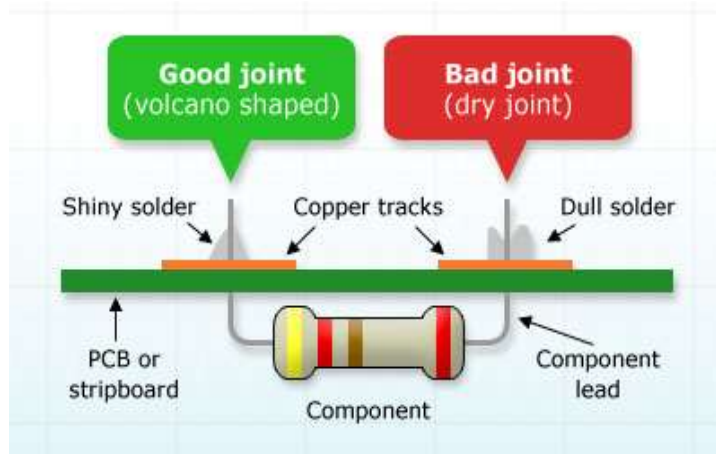 Good joint
(volcano shaped)
Bad joint
(dry joint)
Shiny solder
Copper tracks
Dull solder
PCB or
stripboard
Component
Component
lead